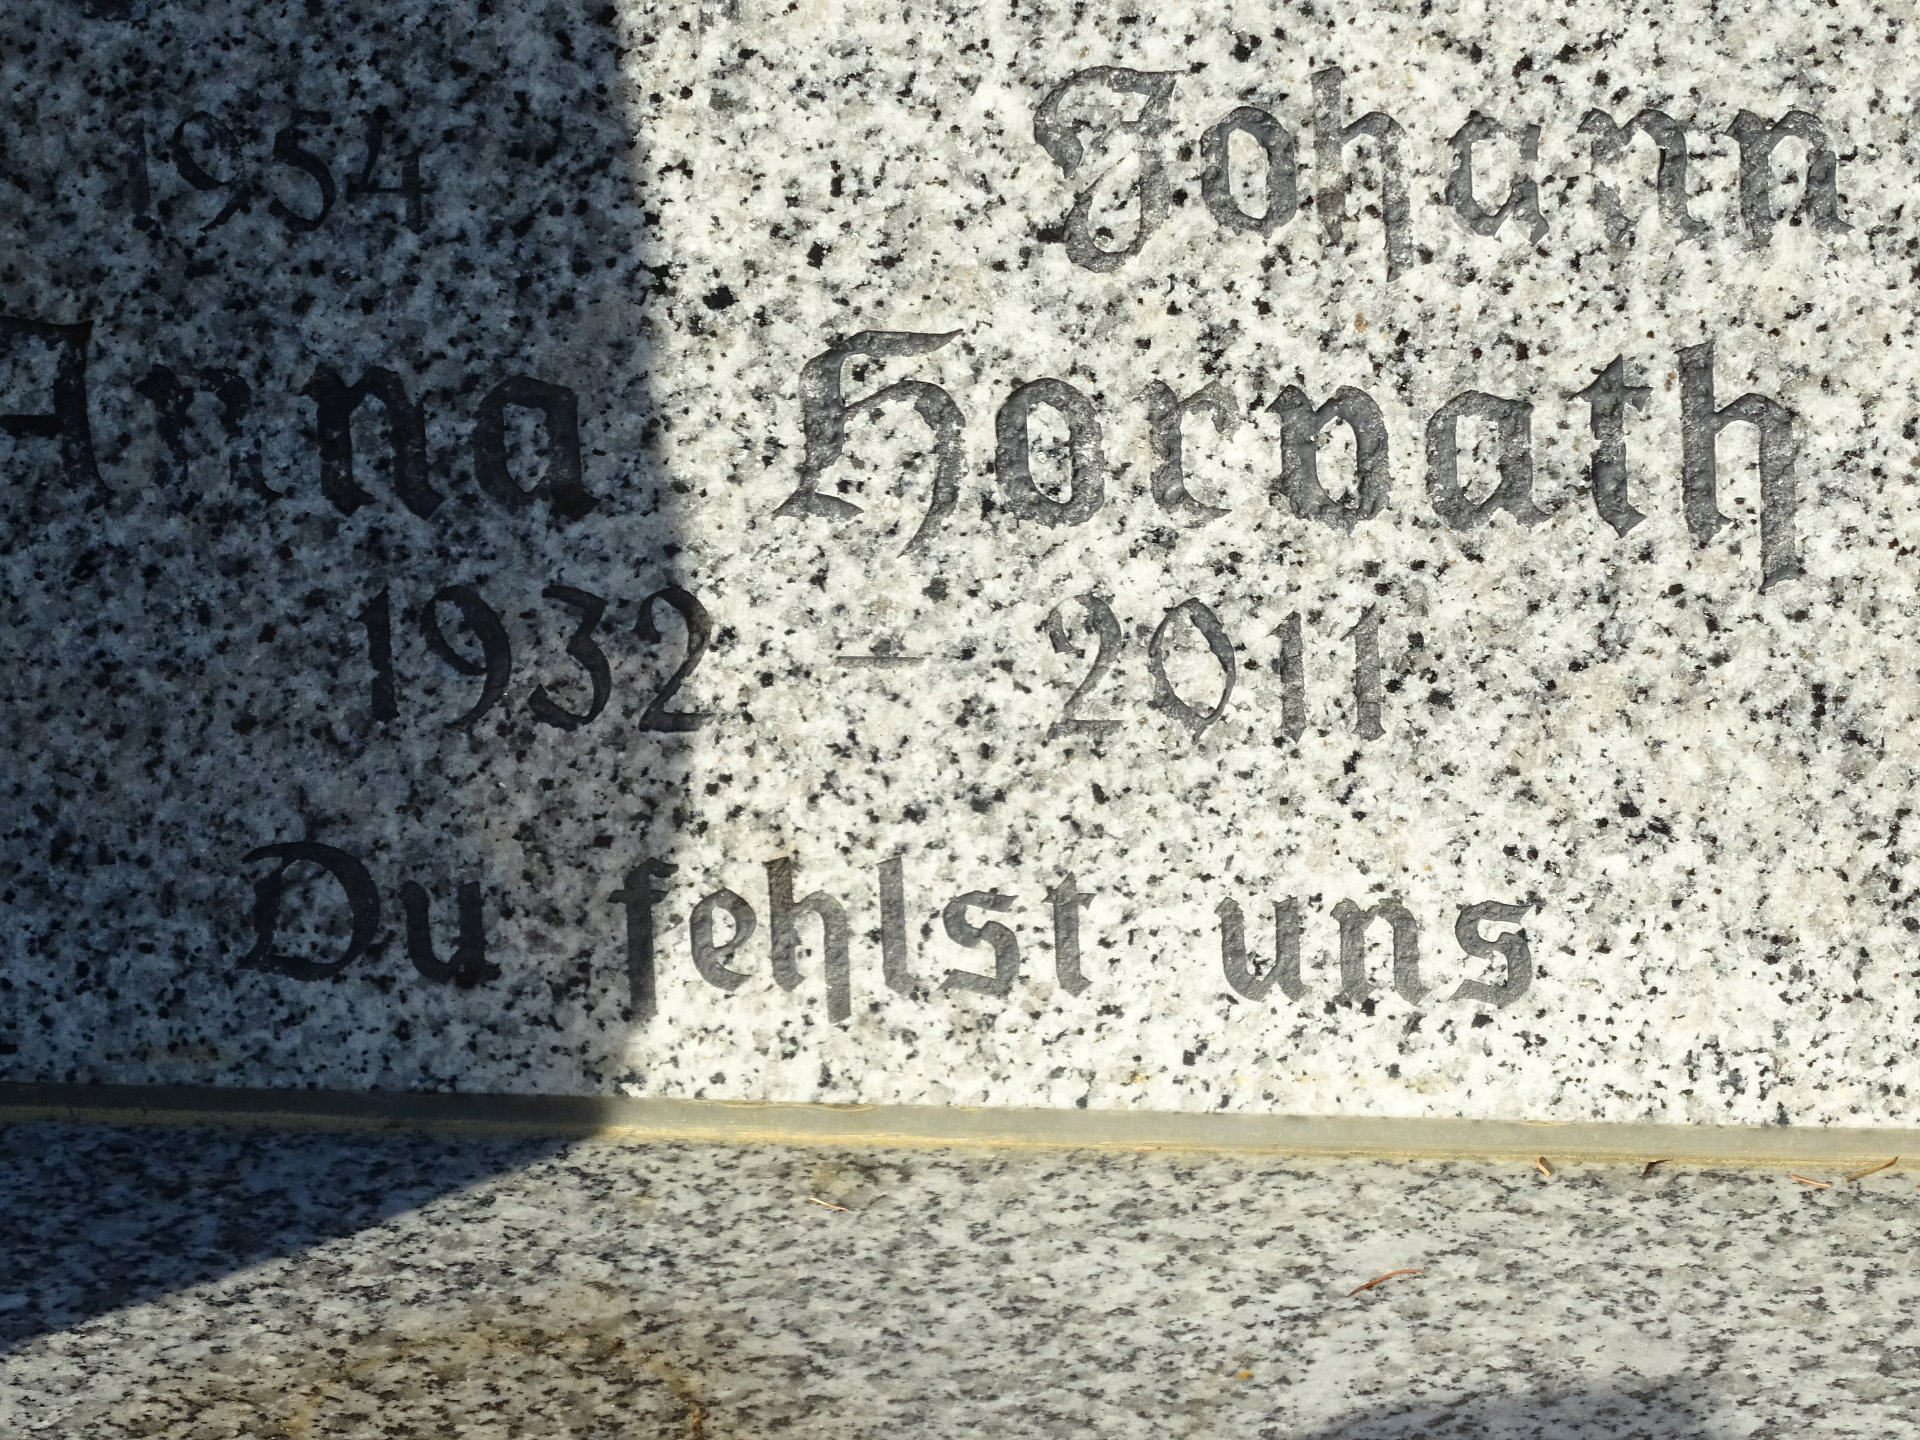 1954 Johann
Anna Horvath
1932 – 2011
Du fehlst uns